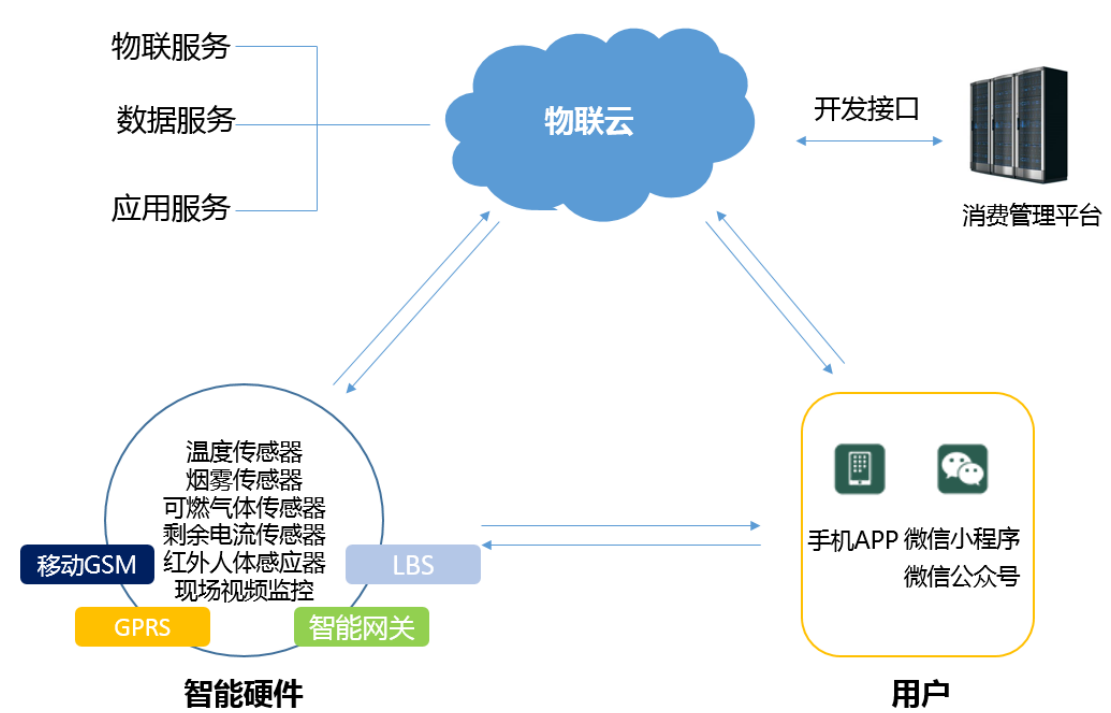 物联服务
数据服务
应用服务
物联云
开发接口
消费管理平台
温度传感器
烟雾传感器
可燃气体传感器
剩余电流传感器
红外人体感应器
现场视频监控
移动GSM
LBS
GPRS
智能网关
智能硬件
手机APP
微信小程序
微信公众号
用户